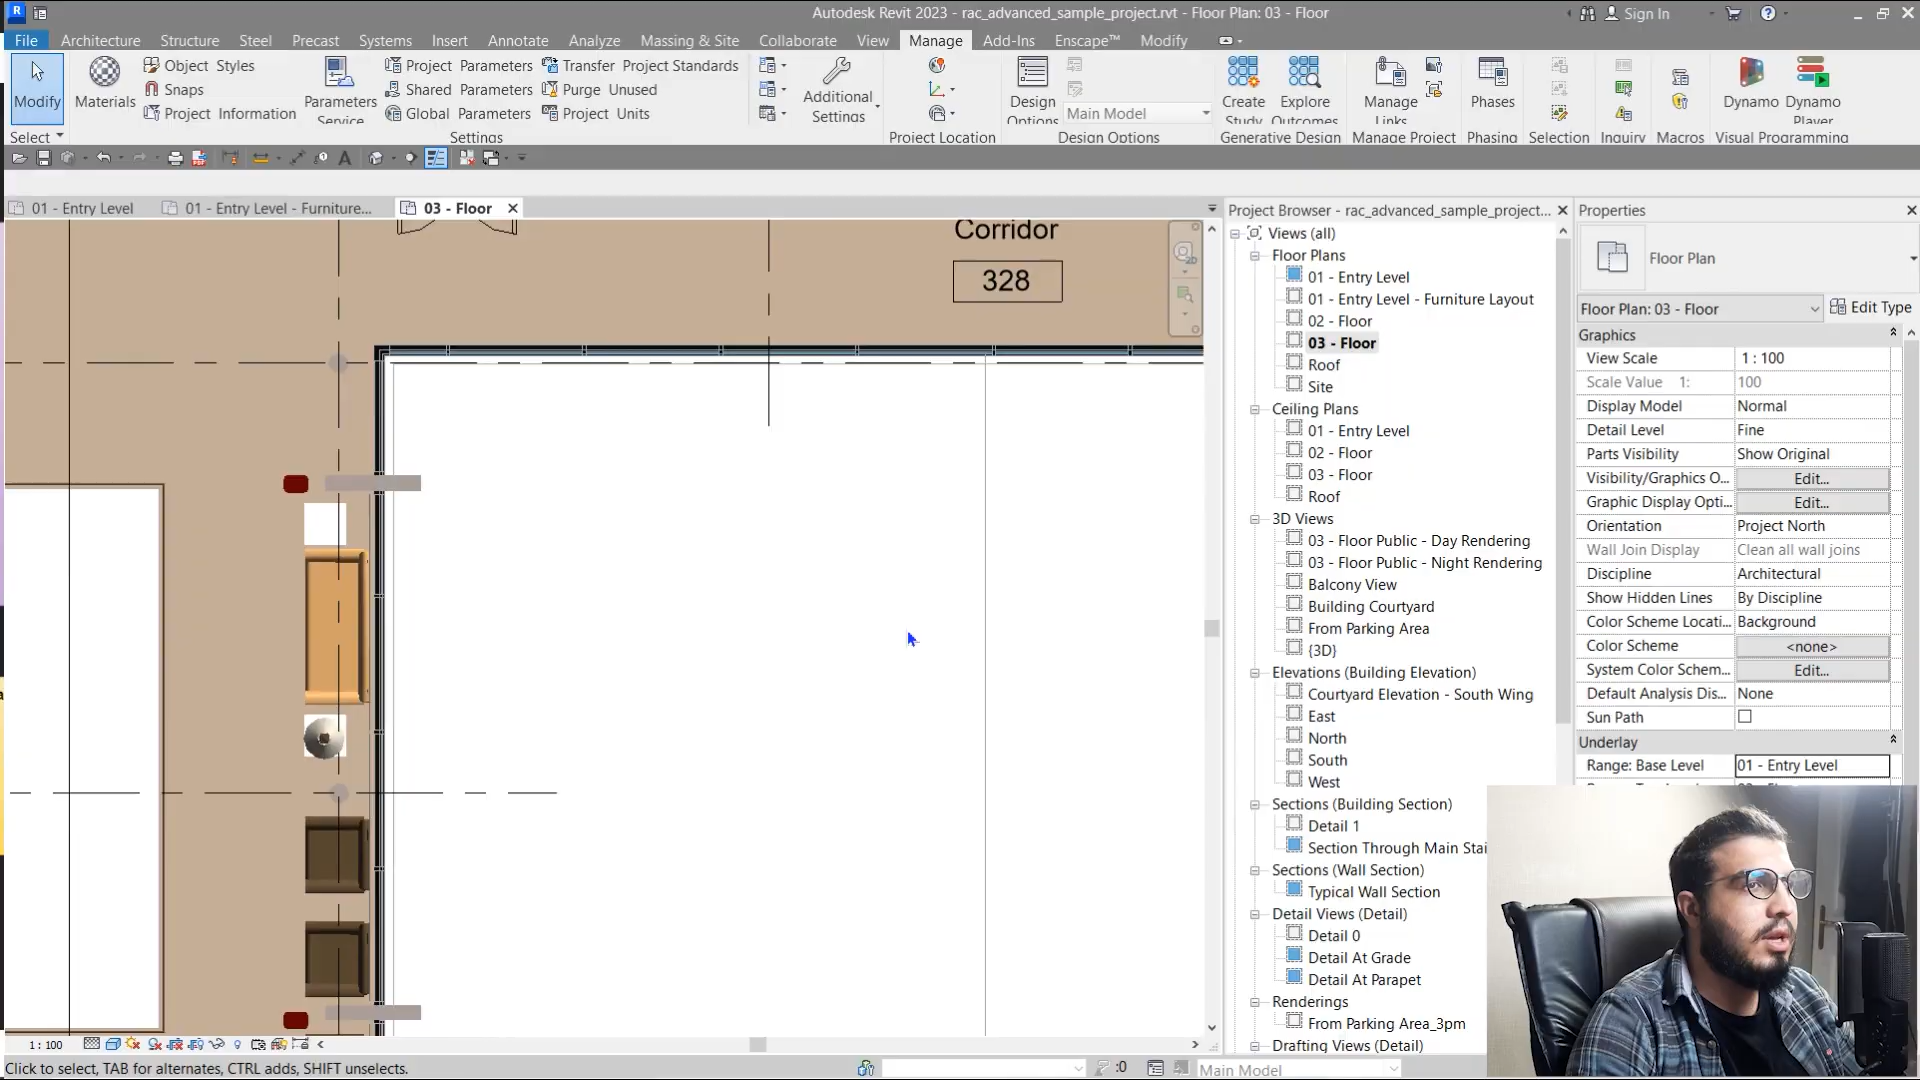 Autodesk Revit 2023 - rac_advanced_sample_project.rvt - Floor Plan: 03 - Floor
Sign In
File Architecture Structure Steel Precast Systems Insert Annotate Analyze Massing & Site Collaborate View Manage Add-Ins Enscape™ Modify
Modify
Materials
Object Styles
Snaps
Project Information
Parameters
Service
Project Parameters
Shared Parameters
Global Parameters
Transfer Project Standards
Purge Unused
Project Units
Additional
Settings
Design
Options
Main Model
Create
Study
Explore
Outcomes
Manage
Links
Phases
Dynamo
Dynamo
Player
Select
Settings
Project Location
Design Options
Generative Design
Manage Project
Phasing
Selection
Inquiry
Macros
Visual Programming
01 - Entry Level
01 - Entry Level - Furniture...
03 - Floor
Corridor
328
Project Browser - rac_advanced_sample_project...
Views (all)
Floor Plans
01 - Entry Level
01 - Entry Level - Furniture Layout
02 - Floor
03 - Floor
Roof
Site
Ceiling Plans
01 - Entry Level
02 - Floor
03 - Floor
Roof
3D Views
03 - Floor Public - Day Rendering
03 - Floor Public - Night Rendering
Balcony View
Building Courtyard
From Parking Area
{3D}
Elevations (Building Elevation)
Courtyard Elevation - South Wing
East
North
South
West
Sections (Building Section)
Detail 1
Section Through Main Stai
Sections (Wall Section)
Typical Wall Section
Detail Views (Detail)
Detail 0
Detail At Grade
Detail At Parapet
Renderings
From Parking Area_3pm
Drafting Views (Detail)
Properties
Floor Plan
Floor Plan: 03 - Floor
Edit Type
Graphics
View Scale 1 : 100
Scale Value 1: 100
Display Model Normal
Detail Level Fine
Parts Visibility Show Original
Visibility/Graphics O... Edit...
Graphic Display Opti... Edit...
Orientation Project North
Wall Join Display Clean all wall joins
Discipline Architectural
Show Hidden Lines By Discipline
Color Scheme Locati... Background
Color Scheme <none>
System Color Schem... Edit...
Default Analysis Dis... None
Sun Path
Underlay
Range: Base Level 01 - Entry Level
1 : 100
Click to select, TAB for alternates, CTRL adds, SHIFT unselects.
:0
Main Model